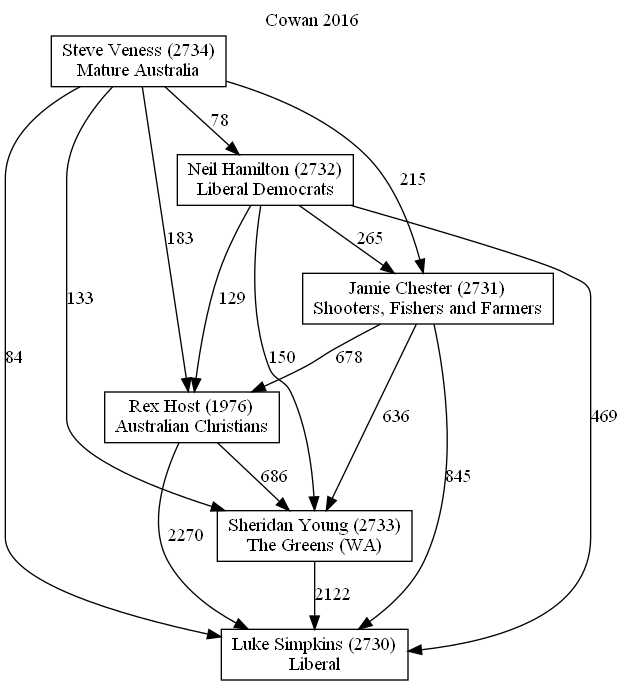 Cowan 2016
Steve Veness (2734)
Mature Australia
78
Neil Hamilton (2732)
Liberal Democrats
215
183
129
265
Jamie Chester (2731)
Shooters, Fishers and Farmers
133
84
150
678
Rex Host (1976)
Australian Christians
636
469
686
845
Sheridan Young (2733)
The Greens (WA)
2270
2122
Luke Simpkins (2730)
Liberal